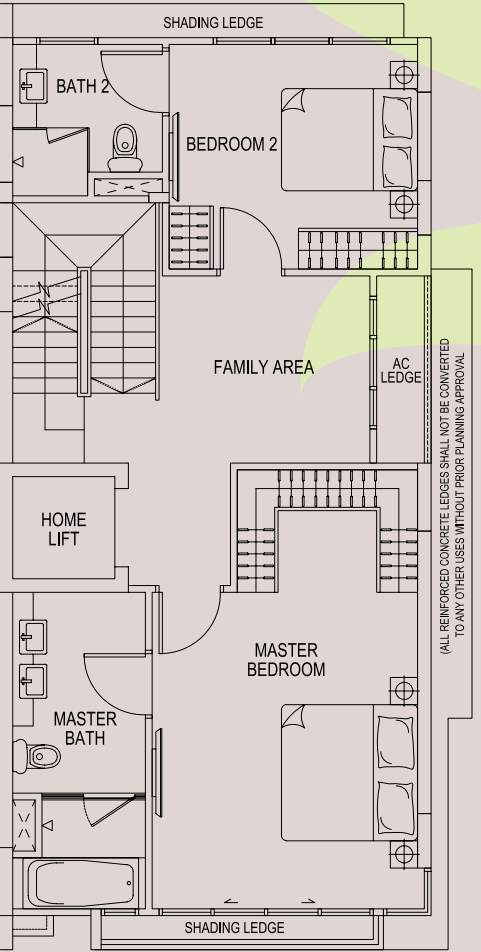 SHADING LEDGE
BATH 2
BEDROOM 2
FAMILY AREA
AC
LEDGE
(ALL REINFORCED CONCRETE LEDGES SHALL NOT BE CONVERTED
TO ANY OTHER USES WITHOUT PRIOR PLANNING APPROVAL
HOME
LIFT
MASTER
BEDROOM
MASTER
BATH
SHADING LEDGE